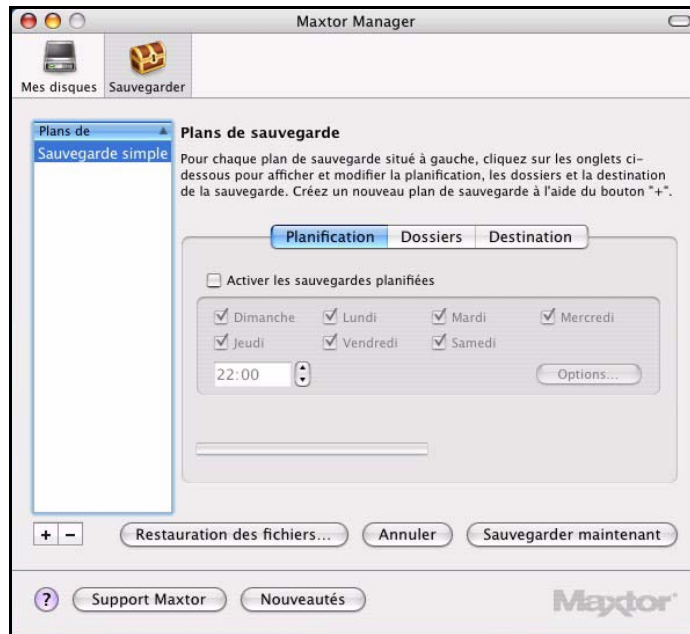 Maxtor Manager
Mes disques
Sauvegarder
Plans de
Sauvegarde simple
Plans de sauvegarde
Pour chaque plan de sauvegarde situé à gauche, cliquez sur les onglets ci-
dessous pour afficher et modifier la planification, les dossiers et la destination
de la sauvegarde. Créez un nouveau plan de sauvegarde à l'aide du bouton "+".
Planification Dossiers Destination
Activer les sauvegardes planifiées
Dimanche Lundi Mardi Mercredi
Jeudi Vendredi Samedi
22:00 Options...
+ − Restauration des fichiers... Annuler Sauvegarder maintenant
? Support Maxtor Nouveautés Maxtor